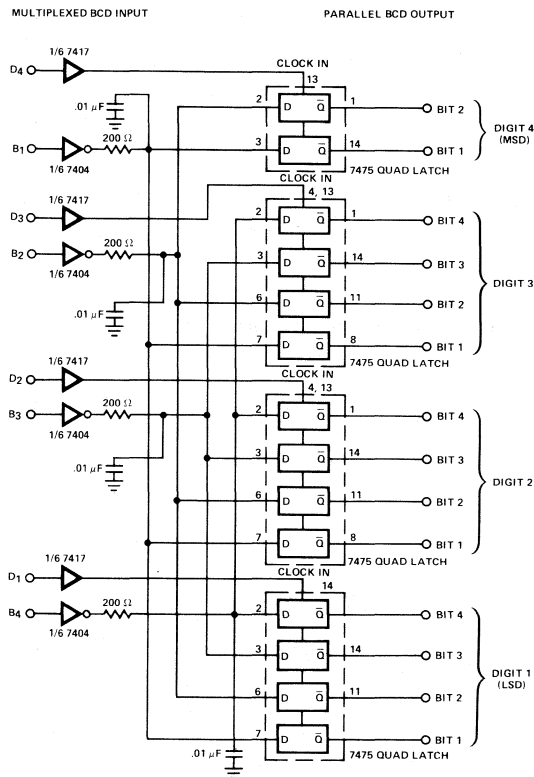 MULTIPLEXED BCD INPUT PARALLEL BCD OUTPUT
1/6 7417 CLOCK IN
D4 13
.01 μF 2 D Q̅ 1 BIT 2
200 Ω DIGIT 4
B1 3 D Q̅ 14 BIT 1 (MSD)
1/6 7404 7475 QUAD LATCH
CLOCK IN
1/6 7417 4, 13
D3 2 D Q̅ 1 BIT 4
200 Ω
B2 3 D Q̅ 14 BIT 3
1/6 7404 DIGIT 3
.01 μF 6 D Q̅ 11 BIT 2
7 D Q̅ 8 BIT 1
1/6 7417 7475 QUAD LATCH
CLOCK IN
D2 4, 13
200 Ω
B3 2 D Q̅ 1 BIT 4
1/6 7404
.01 μF 3 D Q̅ 14 BIT 3
DIGIT 2
6 D Q̅ 11 BIT 2
7 D Q̅ 8 BIT 1
1/6 7417 7475 QUAD LATCH
CLOCK IN
D1 14
200 Ω
B4 2 D Q̅ 1 BIT 4
1/6 7404
3 D Q̅ 14 BIT 3
DIGIT 1
(LSD)
6 D Q̅ 11 BIT 2
7 D Q̅ BIT 1
.01 μF 7475 QUAD LATCH